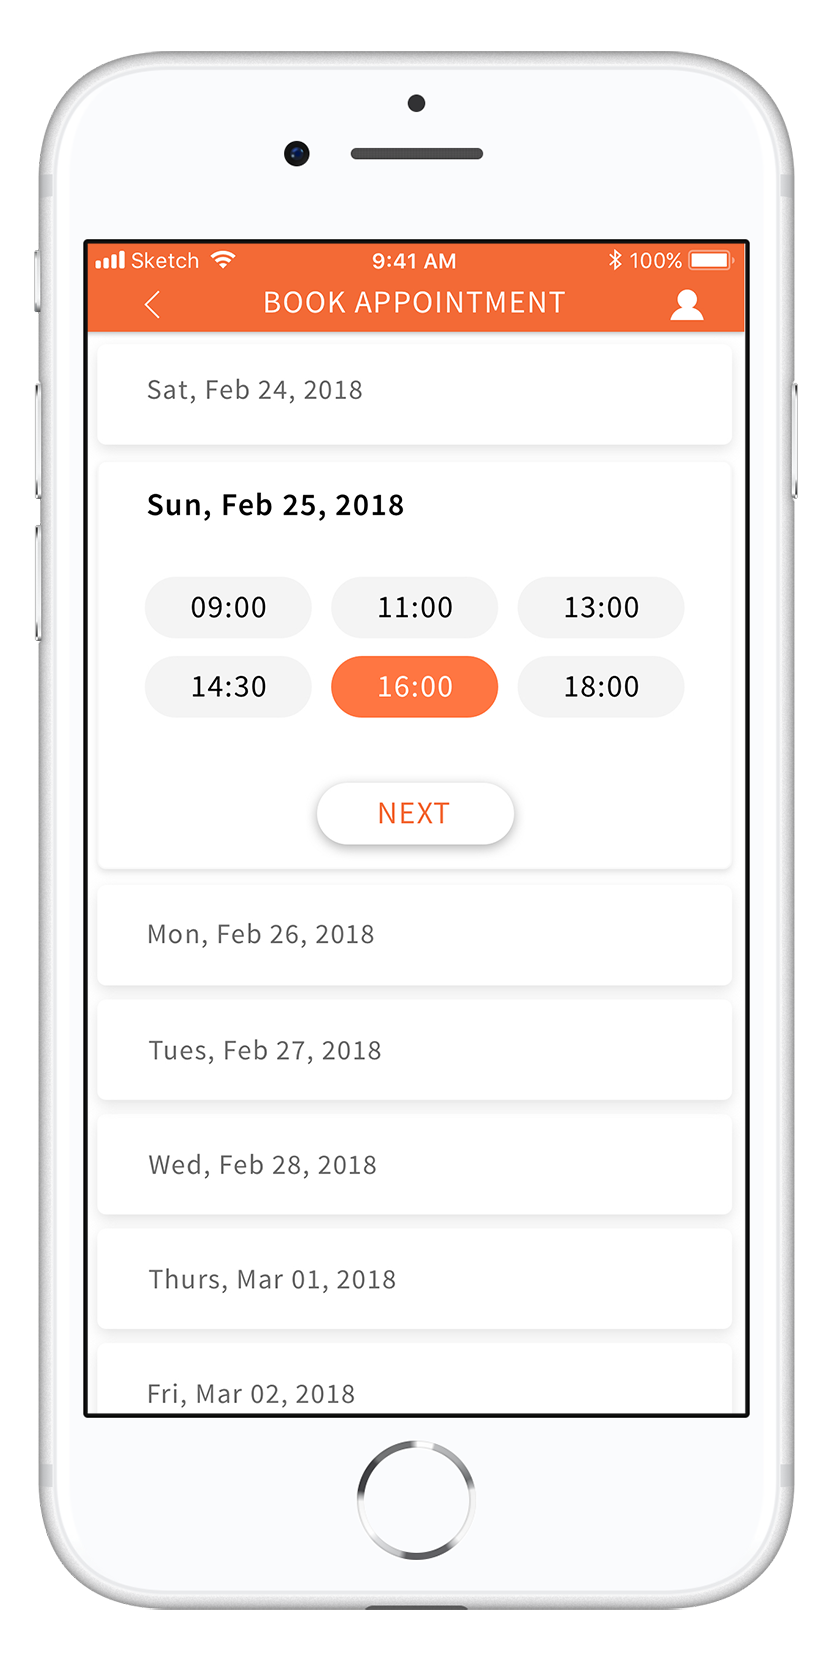 Sketch 9:41 AM 100%
BOOK APPOINTMENT
Sat, Feb 24, 2018
Sun, Feb 25, 2018
09:00 11:00 13:00
14:30 16:00 18:00
NEXT
Mon, Feb 26, 2018
Tues, Feb 27, 2018
Wed, Feb 28, 2018
Thurs, Mar 01, 2018
Fri, Mar 02, 2018